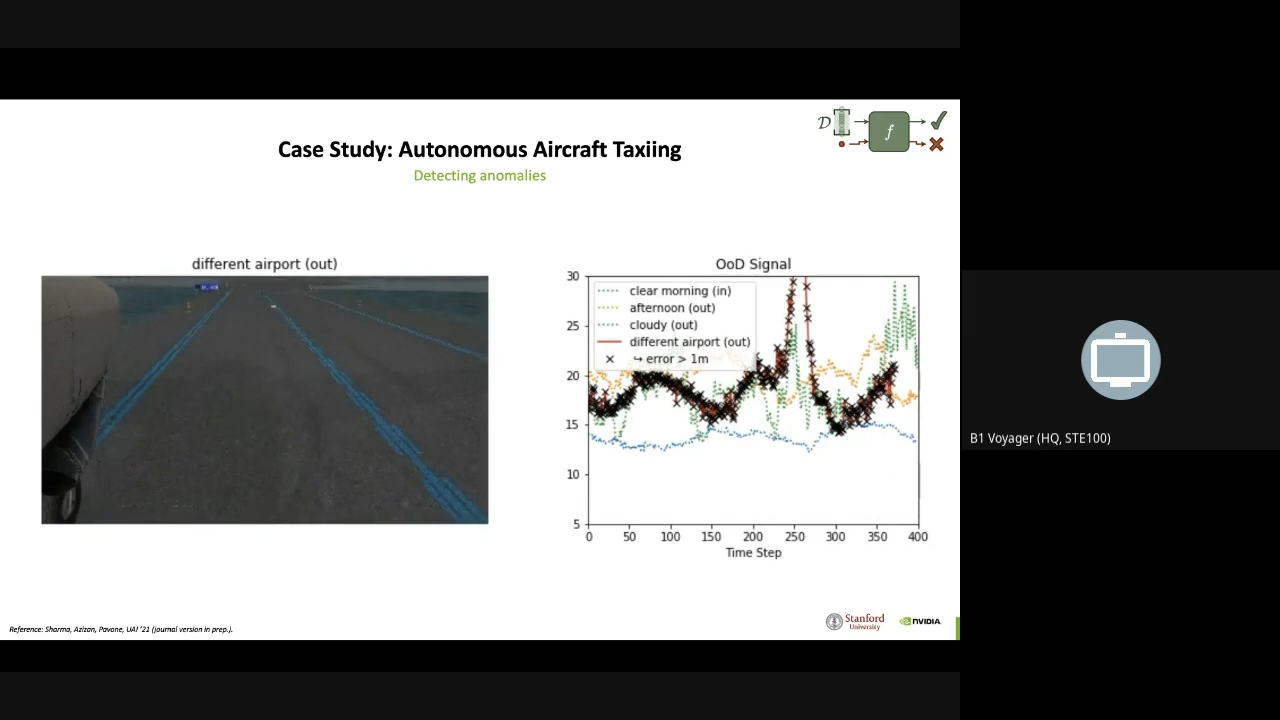 𝒟 f
Case Study: Autonomous Aircraft Taxiing
Detecting anomalies
different airport (out)
OoD Signal
30
25
20
15
10
5
clear morning (in)
afternoon (out)
cloudy (out)
different airport (out)
↪ error > 1m
0 50 100 150 200 250 300 350 400
Time Step
B1 Voyager (HQ, STE100)
Reference: Sharma, Azizan, Pavone, UAI '21 (journal version in prep.).
Stanford
University
NVIDIA.